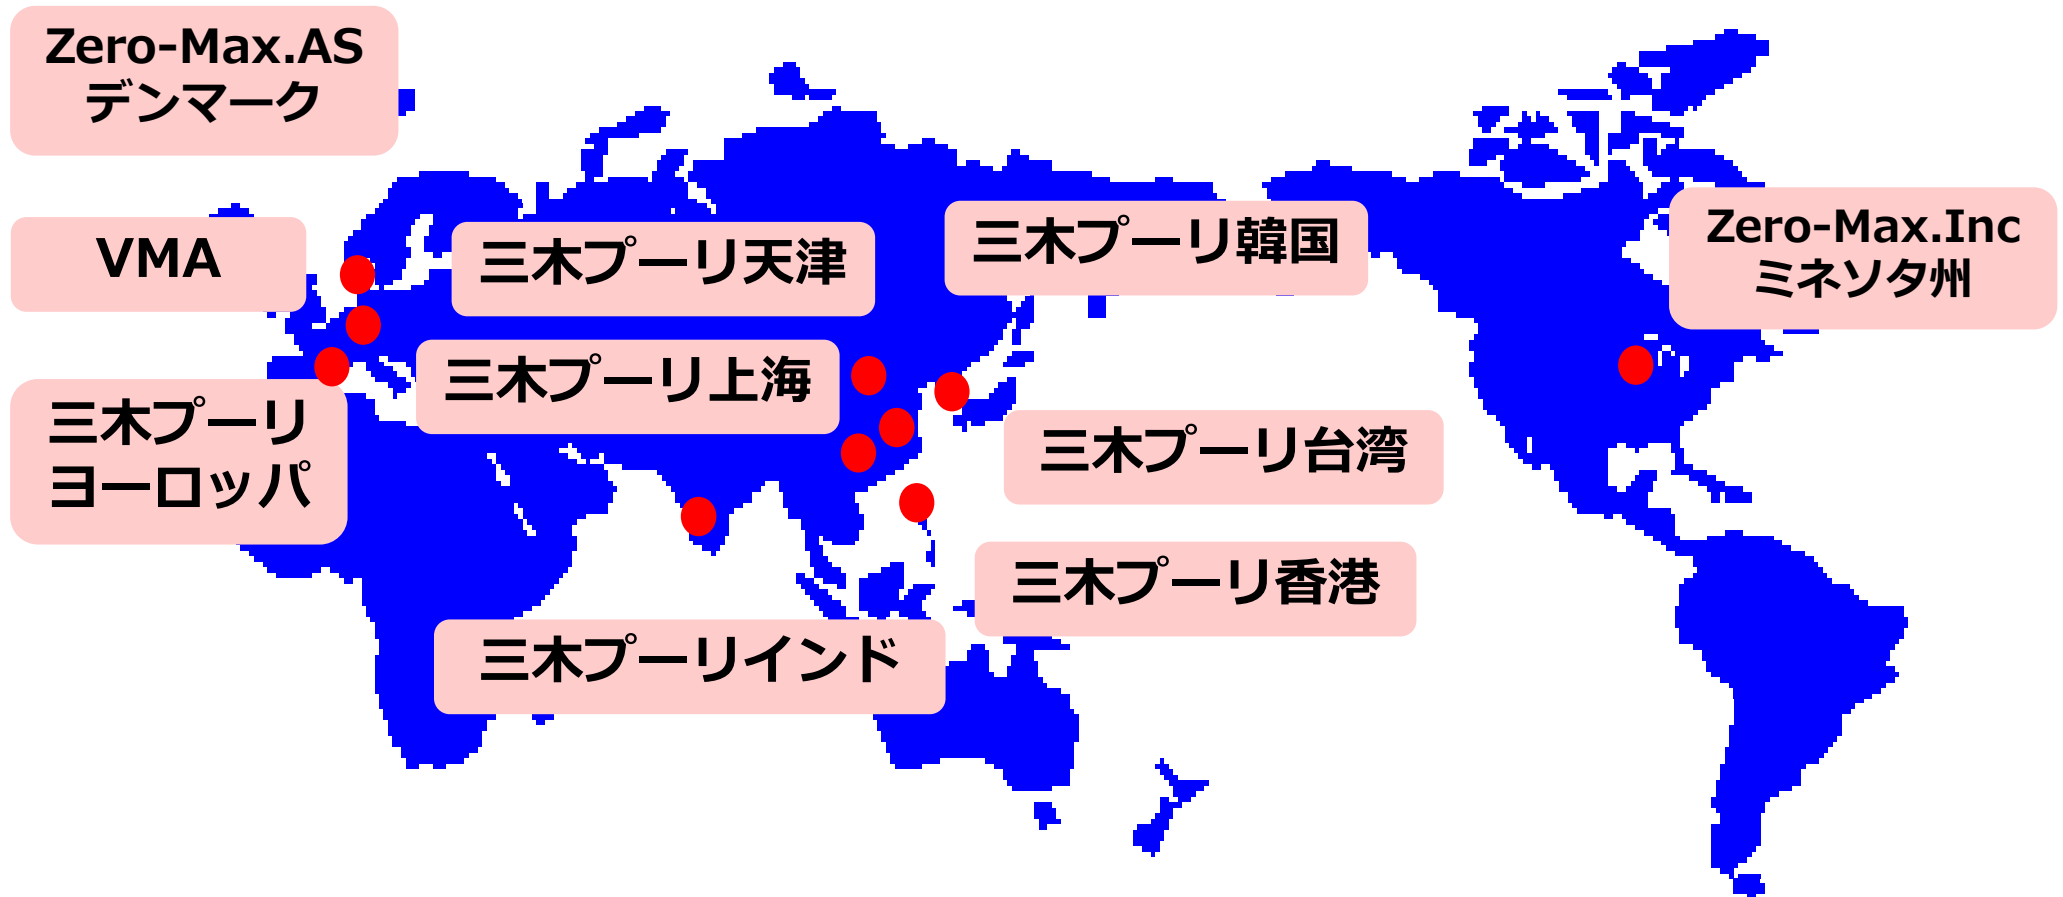 Zero-Max.AS
デンマーク
VMA
三木プーリ
ヨーロッパ
三木プーリ天津
三木プーリ上海
三木プーリインド
三木プーリ韓国
三木プーリ台湾
三木プーリ香港
Zero-Max.Inc
ミネソタ州